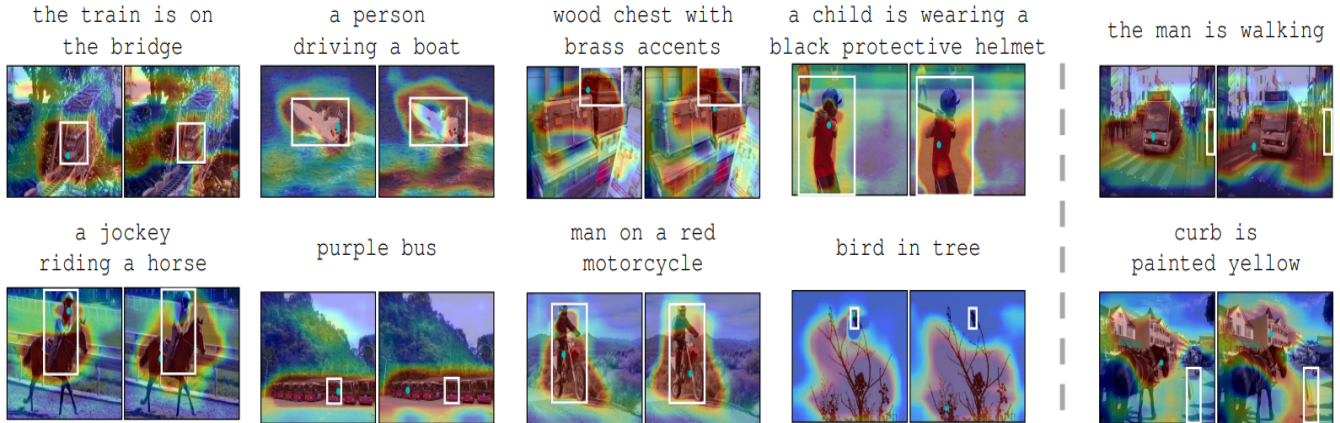 the train is on
the bridge
a person
driving a boat
wood chest with
brass accents
a child is wearing a
black protective helmet
the man is walking
a jockey
riding a horse
purple bus
man on a red
motorcycle
bird in tree
curb is
painted yellow